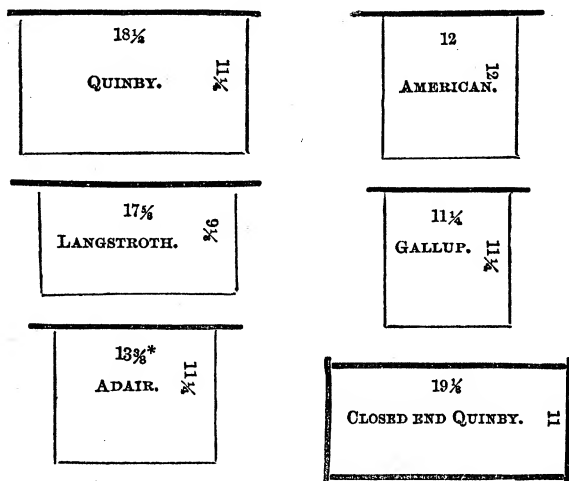 18½
11¼
QUINBY.
12
12
AMERICAN.
17⅝
9⅛
LANGSTROTH.
11¼
11¼
GALLUP.
13⅜*
11¼
ADAIR.
19⅛
CLOSED END QUINBY.
11